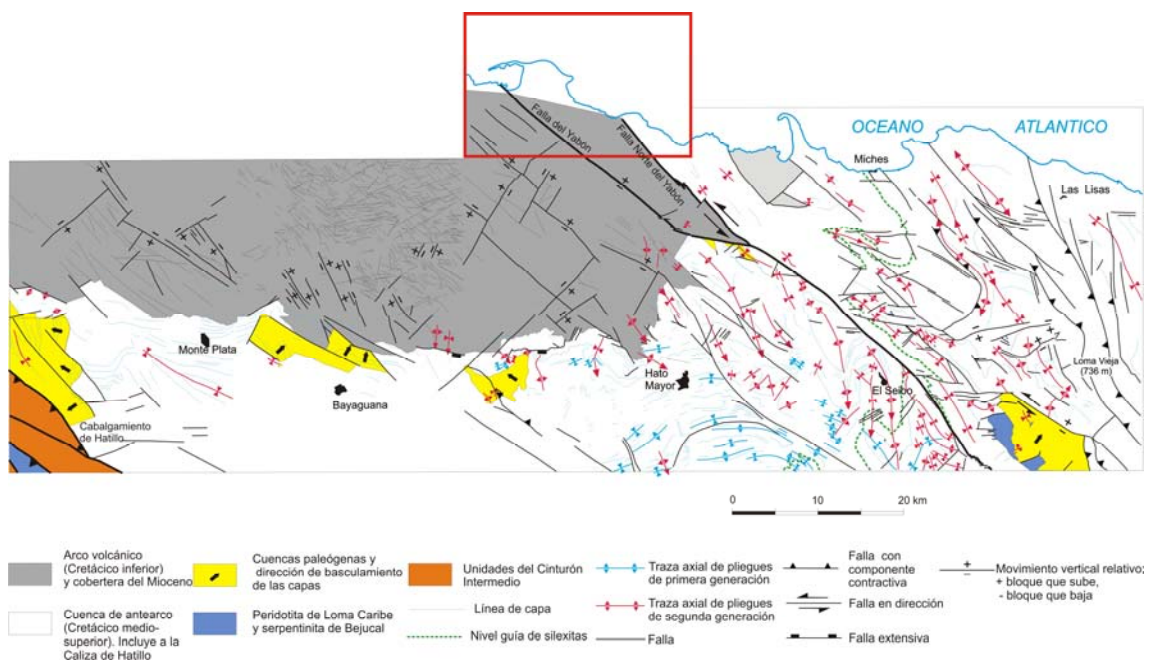 OCEANO ATLANTICO
Miches
Las Lisas
Falla del Yabón
Falla Norte del Yabón
Monte Plata
Bayaguana
Hato
Mayor
El Seibo
Loma Vieja
(736 m)
Cabalgamiento
de Hatillo
0 10 20 km
Arco volcánico
(Cretácico inferior)
y cobertera del Mioceno
Cuencas paleógenas y
dirección de basculamiento
de las capas
Unidades del Cinturón
Intermedio
Traza axial de pliegues
de primera generación
Falla con
componente
contractiva
Movimiento vertical relativo;
+ bloque que sube,
- bloque que baja
Cuenca de antearco
(Cretácico medio-
superior). Incluye a la
Caliza de Hatillo
Peridotita de Loma Caribe
y serpentinita de Bejucal
Línea de capa
Nivel guía de silexitas
Traza axial de pliegues
de segunda generación
Falla
Falla en dirección
Falla extensiva